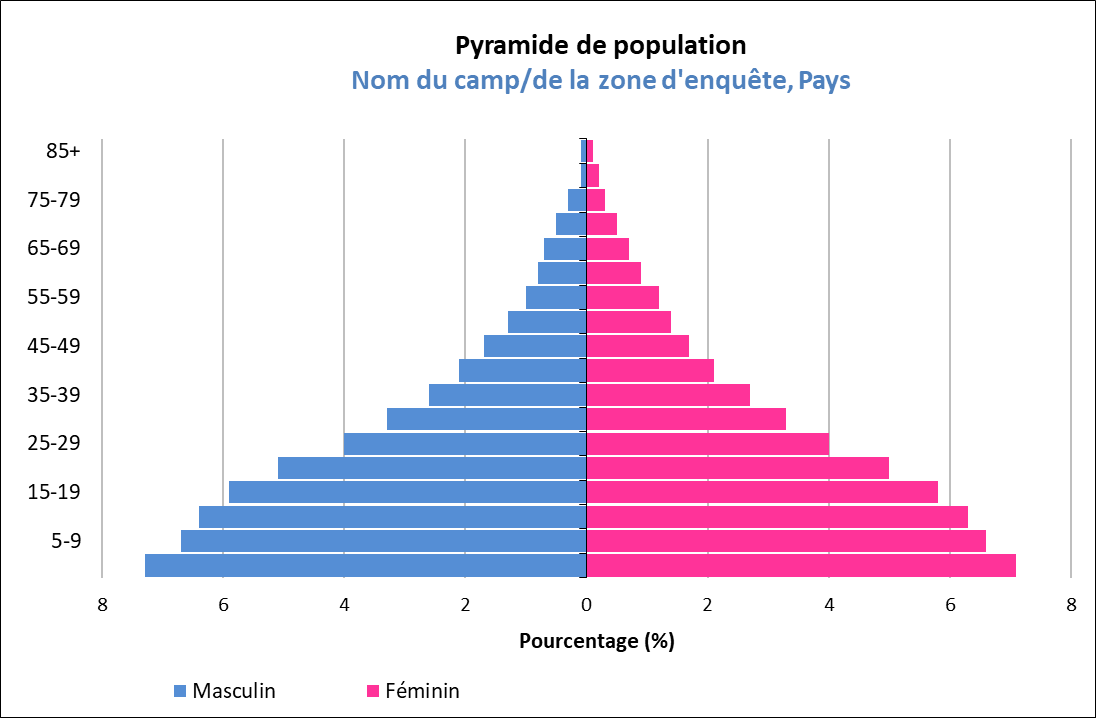 Pyramide de population
Nom du camp/de la zone d'enquête, Pays
85+
75-79
65-69
55-59
45-49
35-39
25-29
15-19
5-9
8 6 4 2 0 2 4 6 8
Pourcentage (%)
Masculin Féminin